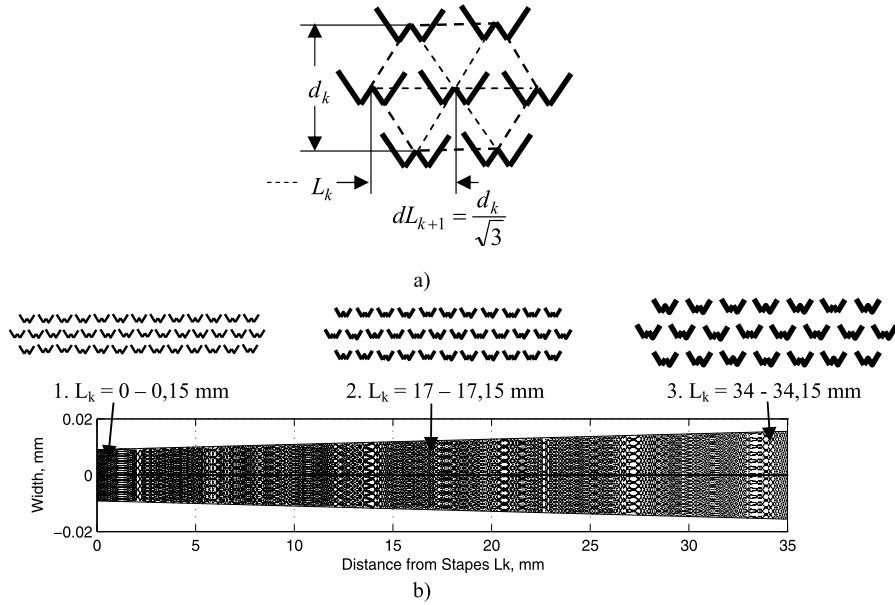 d_k
L_k
dL_{k+1} = \frac{d_k}{\sqrt{3}}
a)
1. L_k = 0 – 0,15 mm
2. L_k = 17 – 17,15 mm
3. L_k = 34 - 34,15 mm
0.02
0
−0.02
Width, mm
0 5 10 15 20 25 30 35
Distance from Stapes Lk, mm
b)